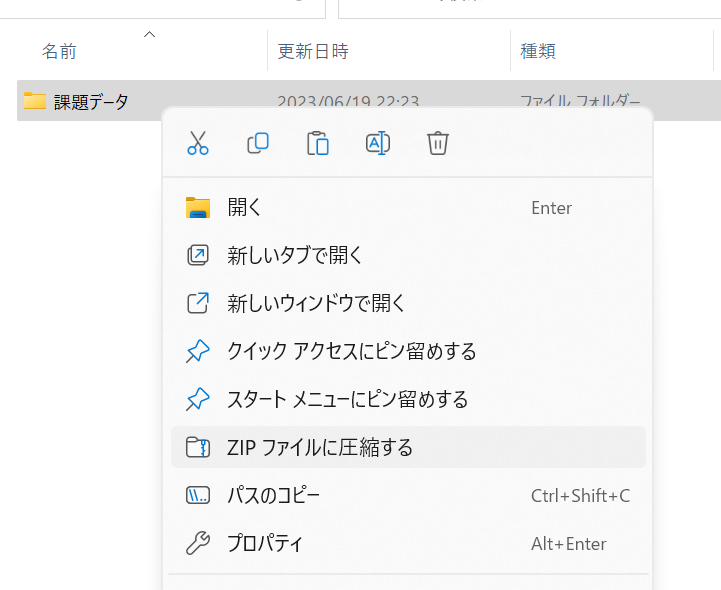 名前 更新日時 種類
課題データ 2023/06/19 22:23 ファイル フォルダー
開く Enter
新しいタブで開く
新しいウィンドウで開く
クイック アクセスにピン留めする
スタート メニューにピン留めする
ZIP ファイルに圧縮する
パスのコピー Ctrl+Shift+C
プロパティ Alt+Enter